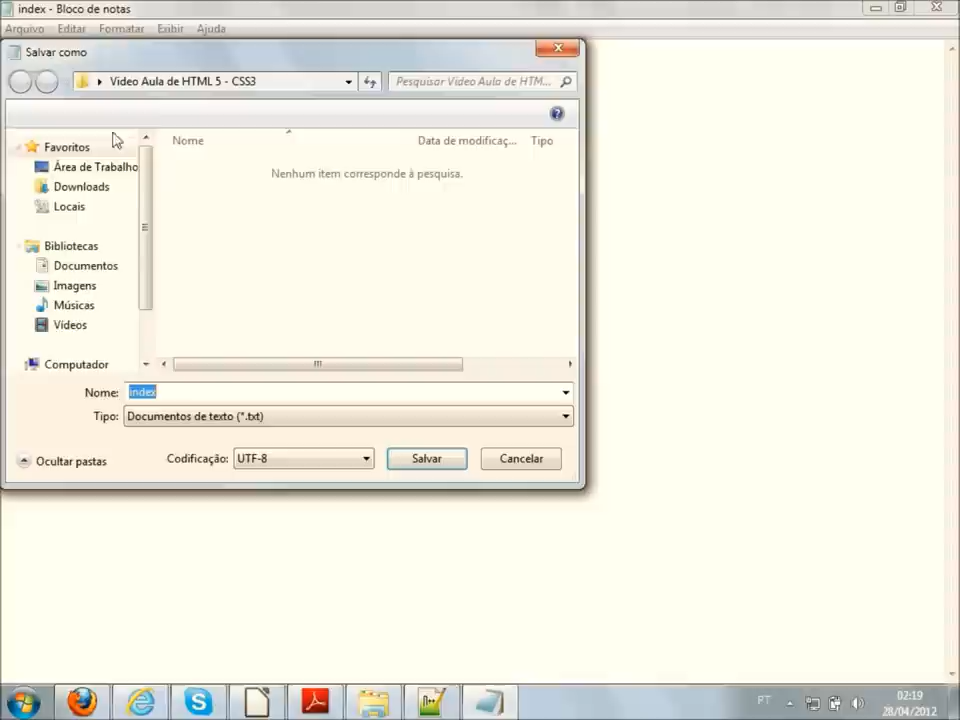 index - Bloco de notas
Arquivo Editar Formatar Exibir Ajuda
Salvar como
Video Aula de HTML 5 - CSS3
Pesquisar Video Aula de HTM...
Favoritos
Área de Trabalho
Downloads
Locais
Bibliotecas
Documentos
Imagens
Músicas
Vídeos
Computador
Nome Data de modificaç... Tipo
Nenhum item corresponde à pesquisa.
Nome: index
Tipo: Documentos de texto (*.txt)
Ocultar pastas Codificação: UTF-8 Salvar Cancelar
PT 02:19
28/04/2012